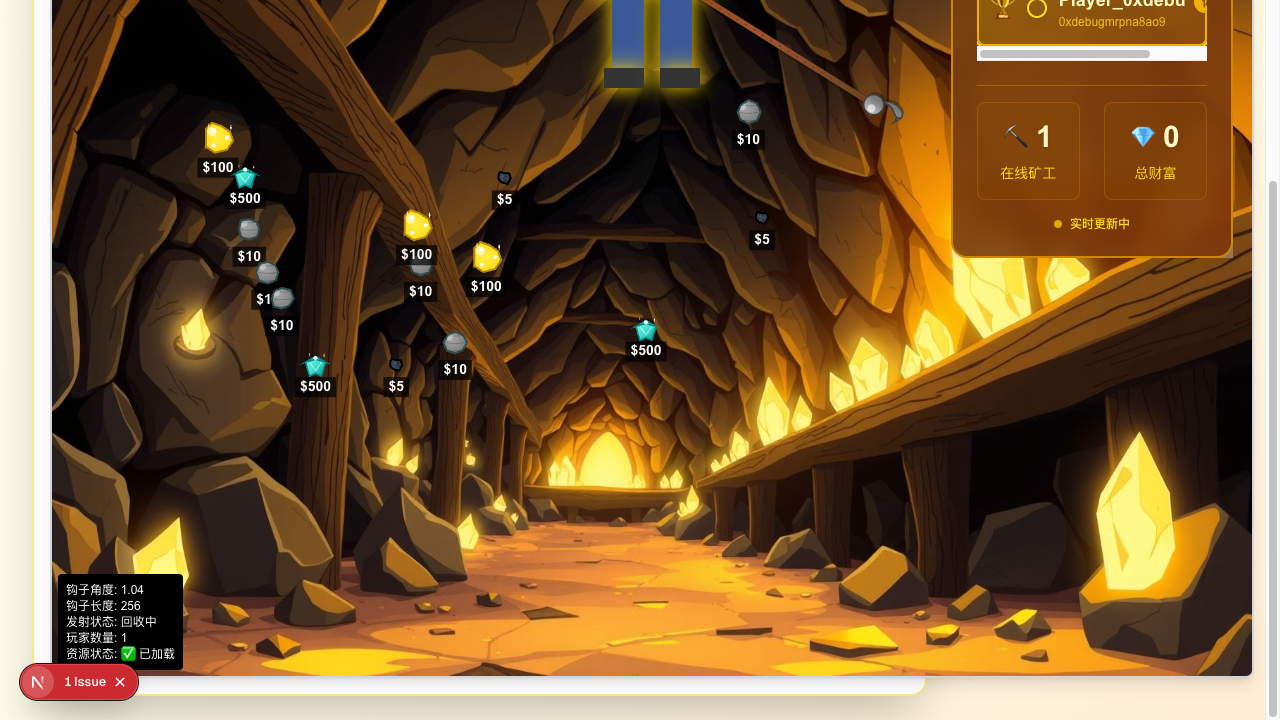 Player_0xdebu
0xdebugmrpna8ao9
1
在线矿工
0
总财富
实时更新中
$10
$100
$500
$5
$10
$5
$100
$10
$100
$10
$1
$10
$500
$10
$500
$5
钩子角度: 1.04
钩子长度: 256
发射状态: 回收中
玩家数量: 1
资源状态: ✅ 已加载
N 1 Issue ×